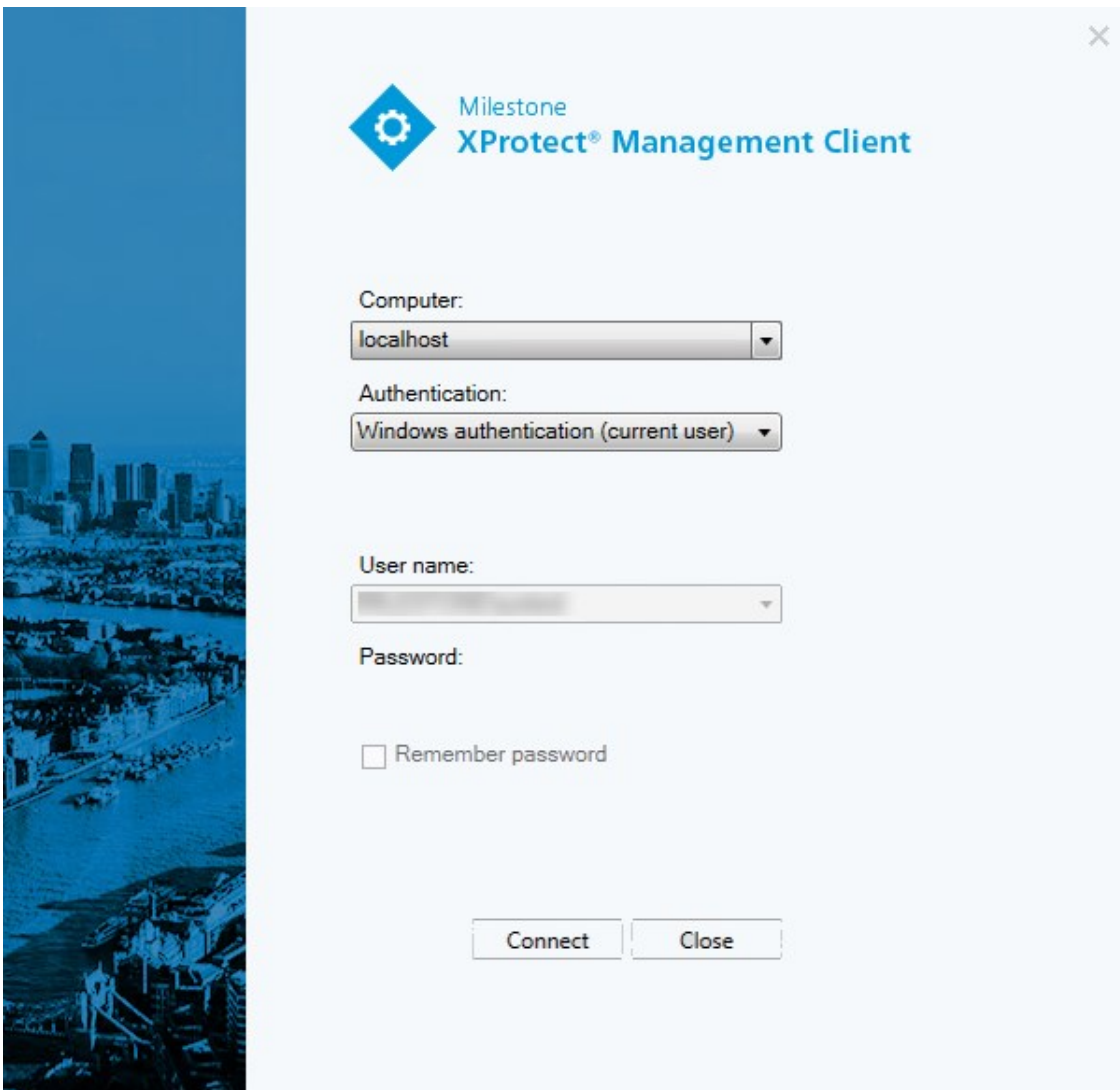 Milestone
XProtect® Management Client
Computer:
localhost
Authentication:
Windows authentication (current user)
User name:
Password:
Remember password
Connect
Close